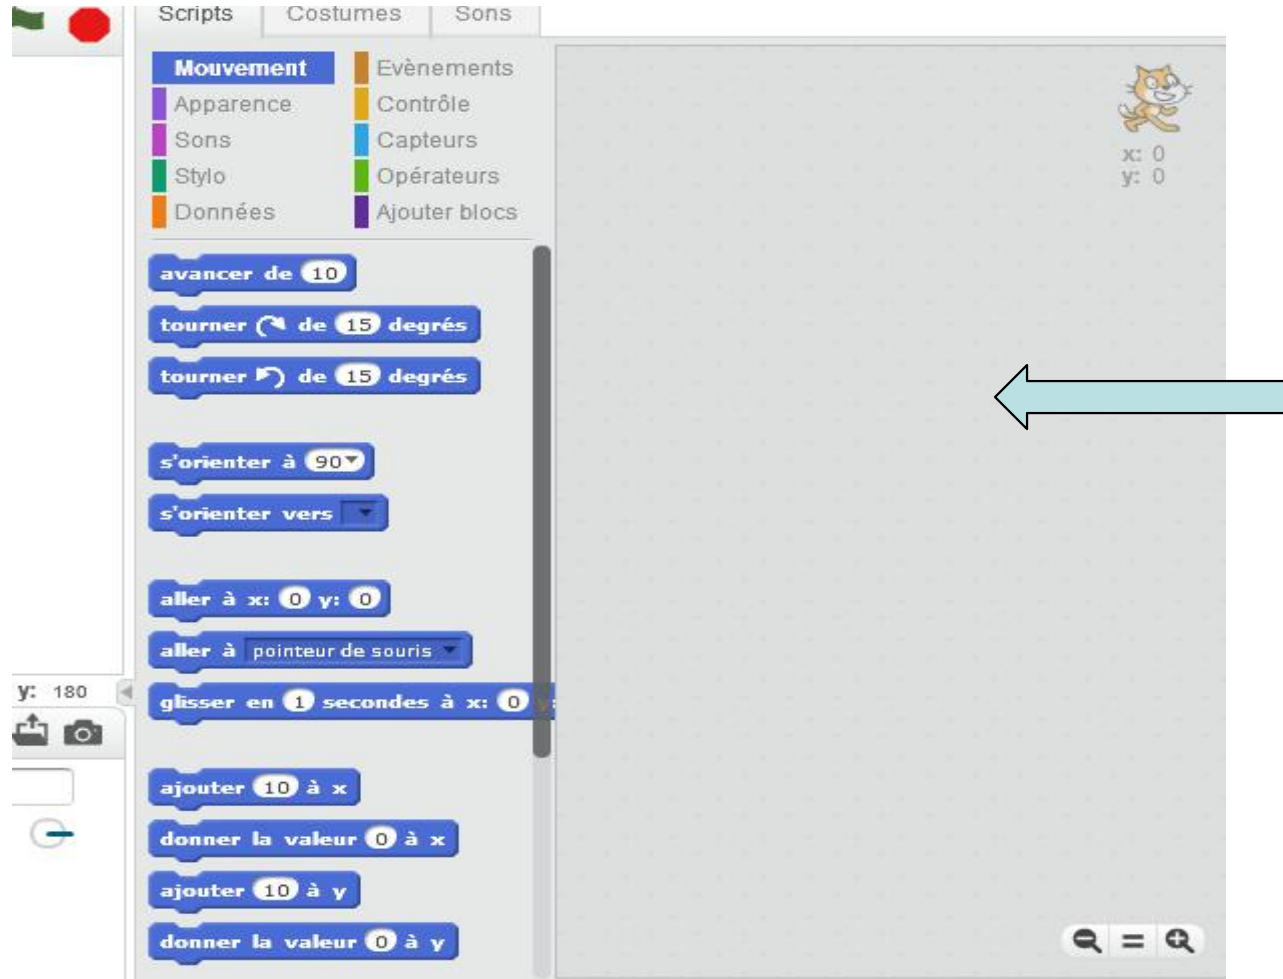 Scripts Costumes Sons
Mouvement Evènements
Apparence Contrôle
Sons Capteurs
Stylo Opérateurs
Données Ajouter blocs
x: 0
y: 0
avancer de 10
tourner de 15 degrés
tourner de 15 degrés
s'orienter à 90
s'orienter vers
aller à x: 0 y: 0
aller à pointeur de souris
y: 180
glisser en 1 secondes à x: 0 y:
ajouter 10 à x
donner la valeur 0 à x
ajouter 10 à y
donner la valeur 0 à y